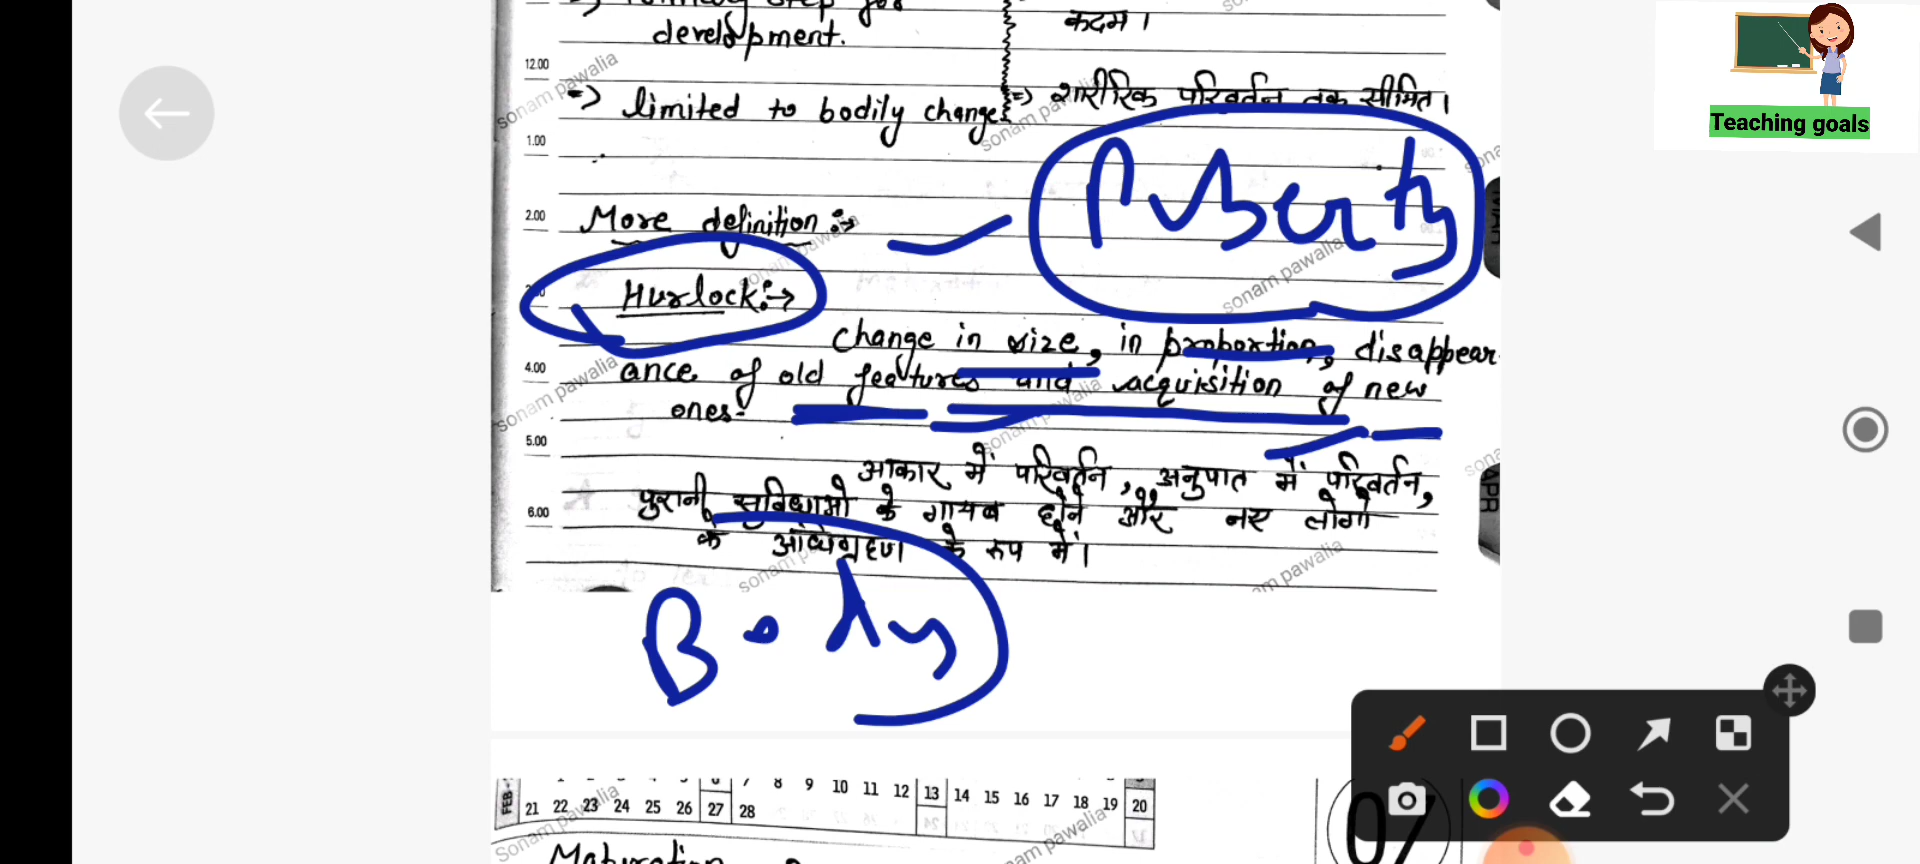 development.
कदम।
12.00
=> limited to bodily changes
=> शारीरिक परिवर्तन तक सीमित।
1.00
Puberty
2.00
More definition :→
Hurlock:→
change in size, in proportion, disappear-
4.00
ance of old features and acquisition of new
ones.
5.00
आकार में परिवर्तन, अनुपात में परिवर्तन,
पुरानी सुविधाओ के गायब होने और नए लोगो
6.00
के अधिग्रहण के रूप में।
Body
sonam pawalia
Teaching goals
APR
FEB
8 9 10 11 12 13 14 15 16 17 18 19 20
21 22 23 24 25 26 27 28
Maturation
07